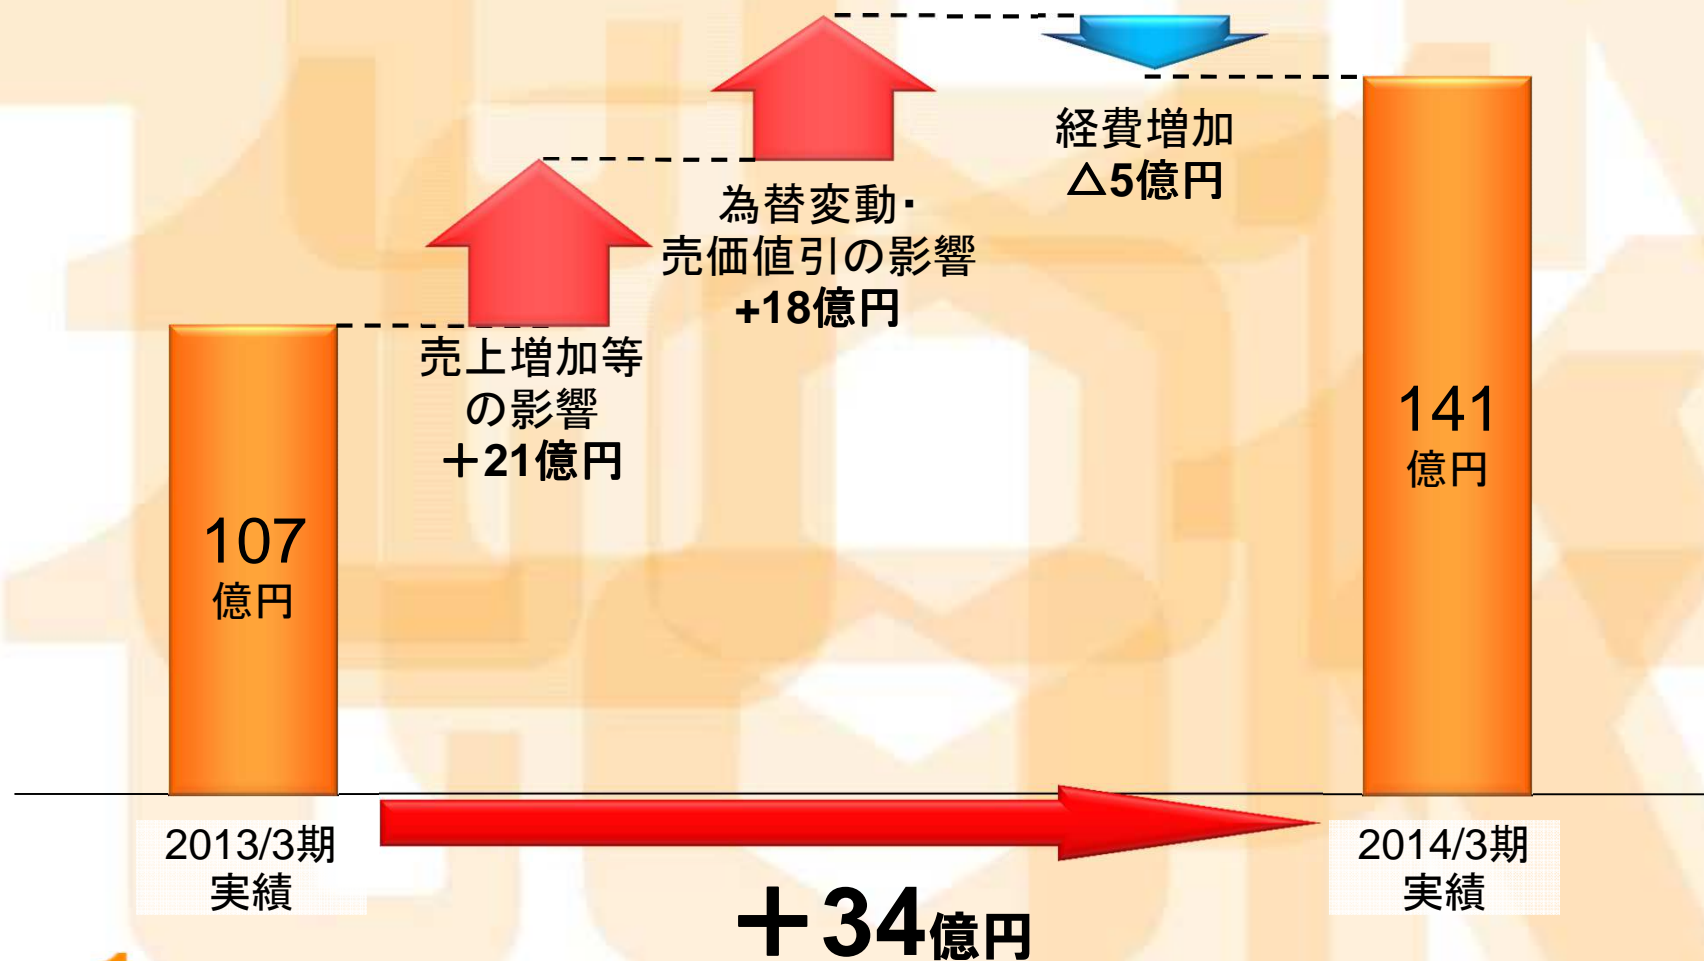 経費増加
△5億円
為替変動・
売価値引の影響
+18億円
売上増加等
の影響
＋21億円
107
億円
141
億円
2013/3期
実績
2014/3期
実績
＋34億円